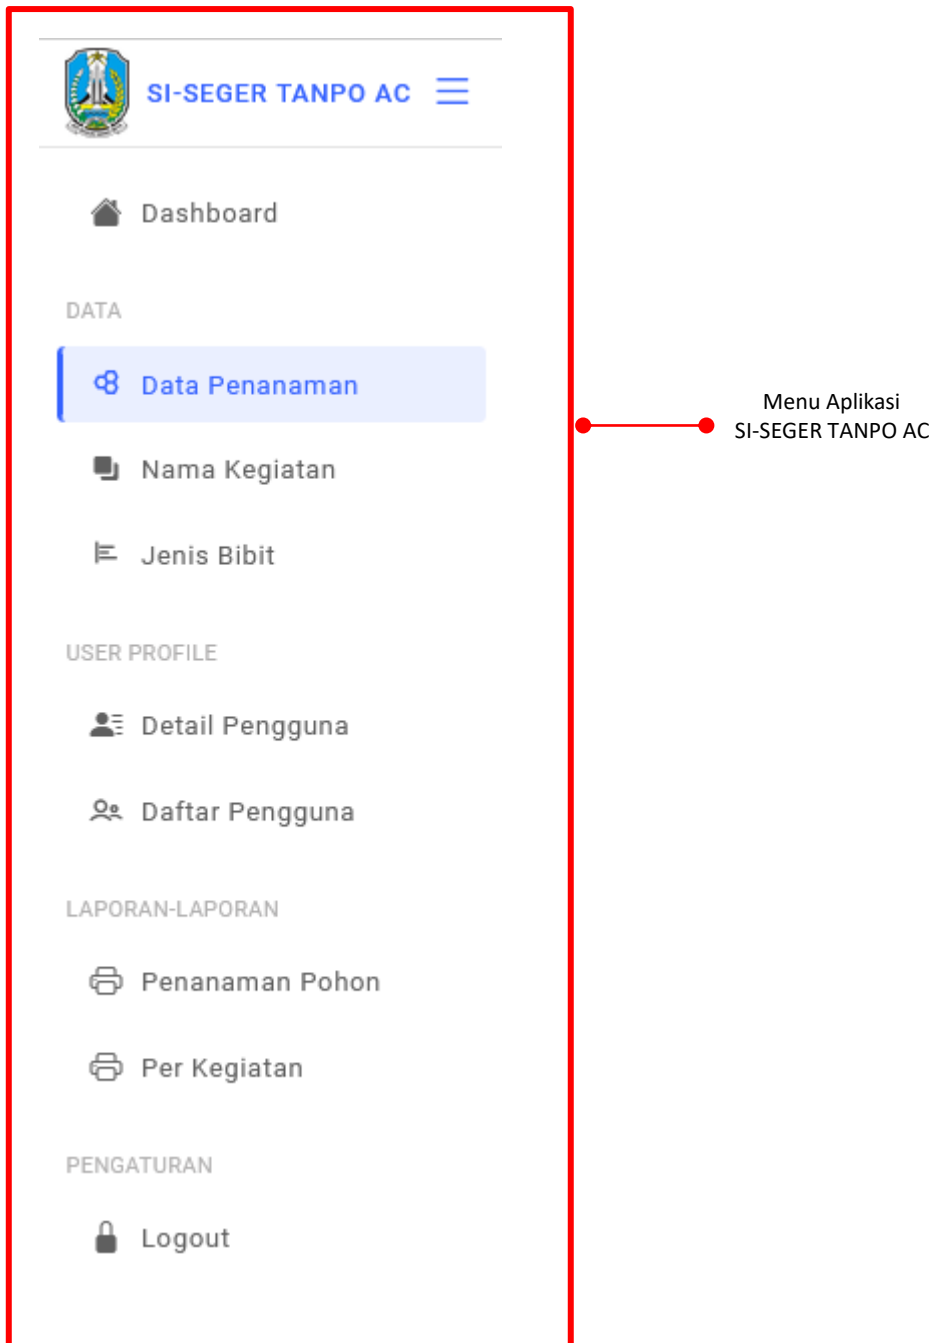 SI-SEGER TANPO AC
Dashboard
DATA
Data Penanaman
Nama Kegiatan
Jenis Bibit
USER PROFILE
Detail Pengguna
Daftar Pengguna
LAPORAN-LAPORAN
Penanaman Pohon
Per Kegiatan
PENGATURAN
Logout
Menu Aplikasi
SI-SEGER TANPO AC